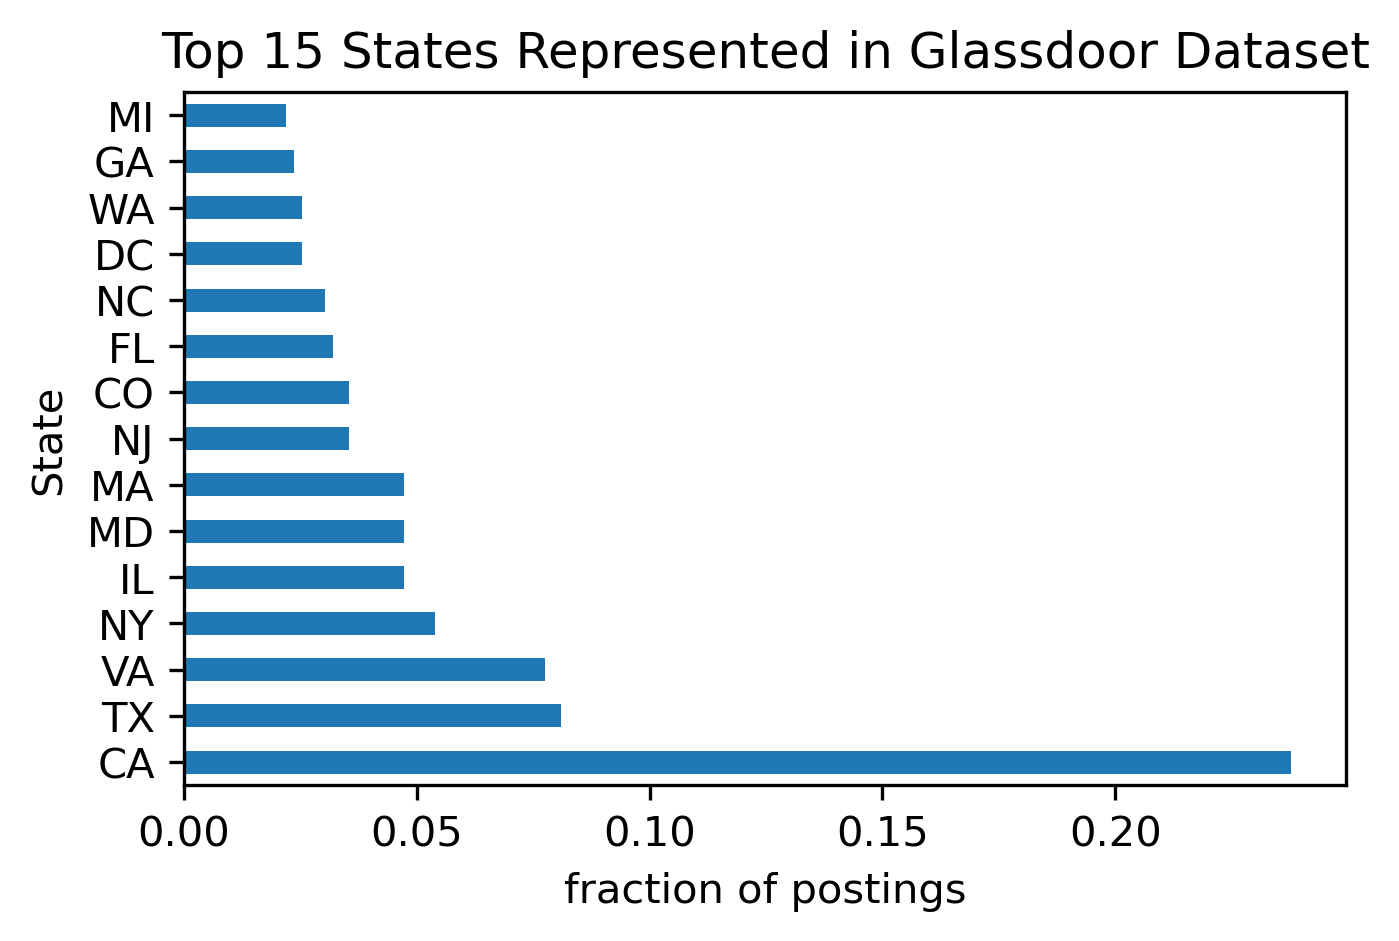 Top 15 States Represented in Glassdoor Dataset
MI
GA
WA
DC
NC
FL
CO
NJ
MA
MD
IL
NY
VA
TX
CA
State
0.00 0.05 0.10 0.15 0.20
fraction of postings